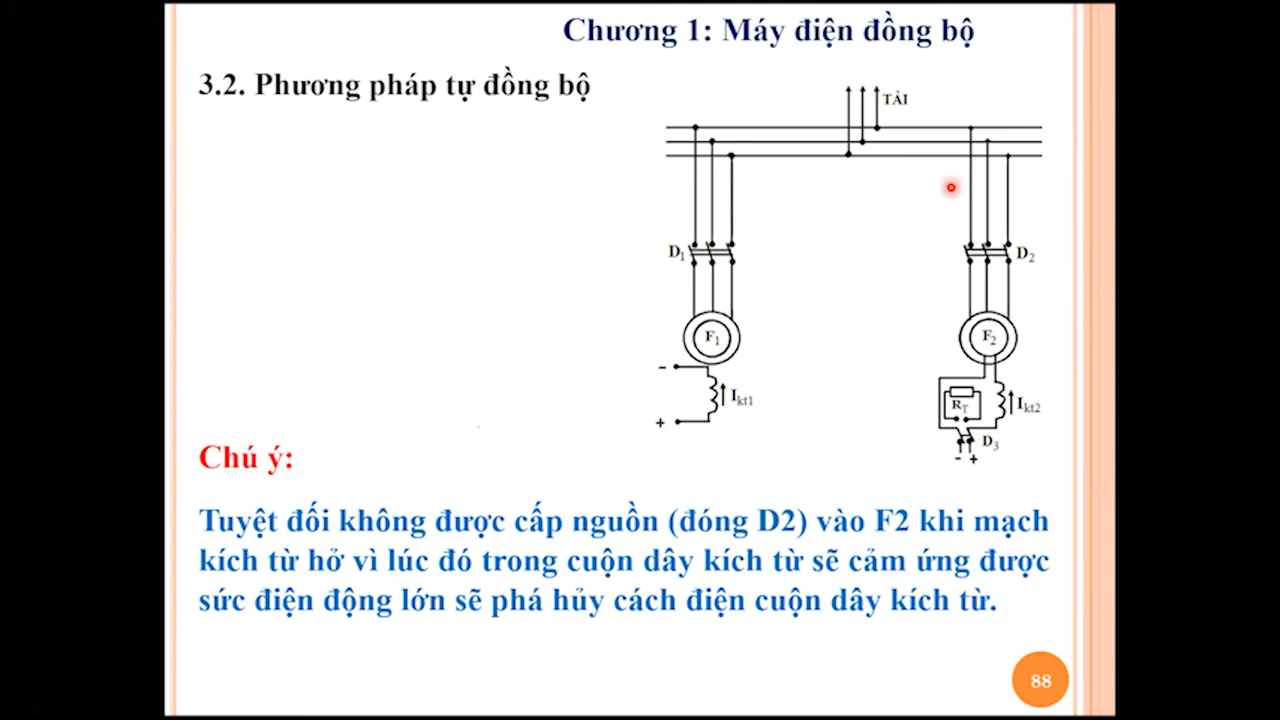 Chương 1: Máy điện đồng bộ
3.2. Phương pháp tự đồng bộ
TẢI
D1
D2
F1
F2
-
Ikt1
+
RT
Ikt2
D3
- +
Chú ý:
Tuyệt đối không được cấp nguồn (đóng D2) vào F2 khi mạch
kích từ hở vì lúc đó trong cuộn dây kích từ sẽ cảm ứng được
sức điện động lớn sẽ phá hủy cách điện cuộn dây kích từ.
88